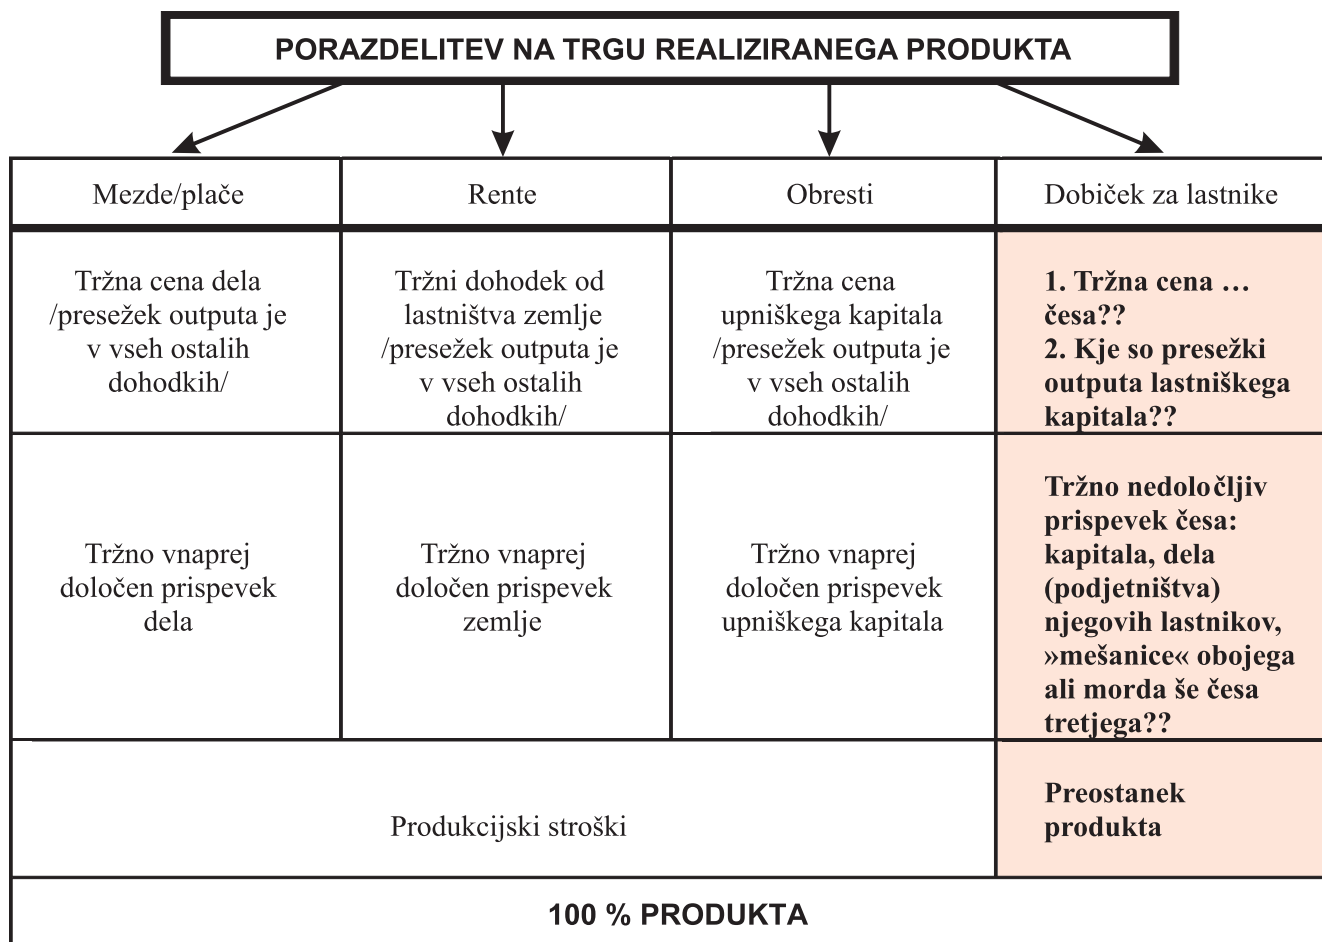 PORAZDELITEV NA TRGU REALIZIRANEGA PRODUKTA
Mezde/plače
Rente
Obresti
Dobiček za lastnike
Tržna cena dela
/presežek outputa je
v vseh ostalih
dohodkih/
Tržni dohodek od
lastništva zemlje
/presežek outputa je
v vseh ostalih
dohodkih/
Tržna cena
upniškega kapitala
/presežek outputa je
v vseh ostalih
dohodkih/
1. Tržna cena …
česa??
2. Kje so presežki
outputa lastniškega
kapitala??
Tržno vnaprej
določen prispevek
dela
Tržno vnaprej
določen prispevek
zemlje
Tržno vnaprej
določen prispevek
upniškega kapitala
Tržno nedoločljiv
prispevek česa:
kapitala, dela
(podjetništva)
njegovih lastnikov,
»mešanice« obojega
ali morda še česa
tretjega??
Produkcijski stroški
Preostanek
produkta
100 % PRODUKTA